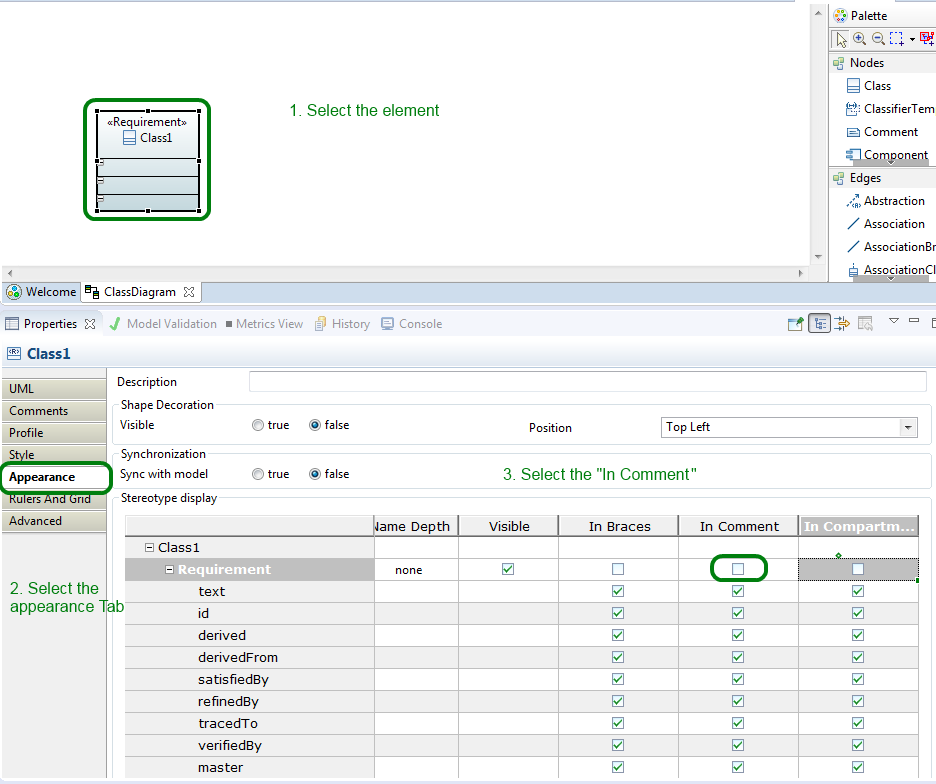 Palette
Nodes
Class
ClassifierTem
Comment
Component
Edges
Abstraction
Association
AssociationBr
AssociationCl
1. Select the element
«Requirement»
Class1
Welcome
ClassDiagram
Properties
Model Validation
Metrics View
History
Console
Class1
UML
Comments
Profile
Style
Appearance
Rulers And Grid
Advanced
2. Select the
appearance Tab
Description
Shape Decoration
Visible
true
false
Position
Top Left
Synchronization
Sync with model
true
false
3. Select the "In Comment"
Stereotype display
Name Depth
Visible
In Braces
In Comment
In Compartm...
Class1
Requirement
none
text
id
derived
derivedFrom
satisfiedBy
refinedBy
tracedTo
verifiedBy
master